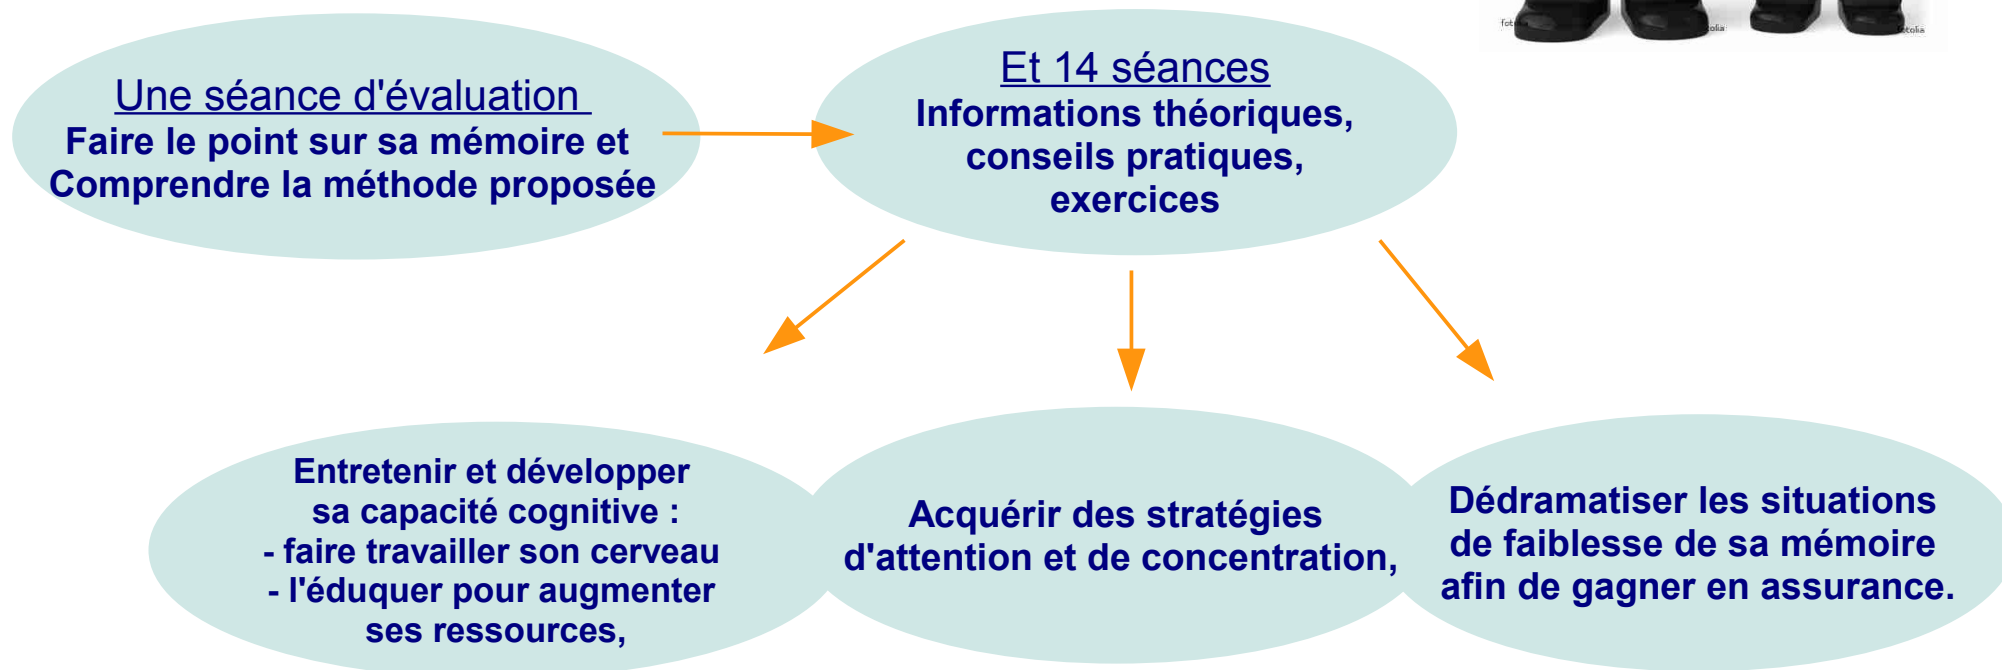 Une séance d'évaluation
Faire le point sur sa mémoire et
Comprendre la méthode proposée
Et 14 séances
Informations théoriques,
conseils pratiques,
exercices
fotolia
Entretenir et développer
sa capacité cognitive :
- faire travailler son cerveau
- l'éduquer pour augmenter
ses ressources,
Acquérir des stratégies
d'attention et de concentration,
Dédramatiser les situations
de faiblesse de sa mémoire
afin de gagner en assurance.